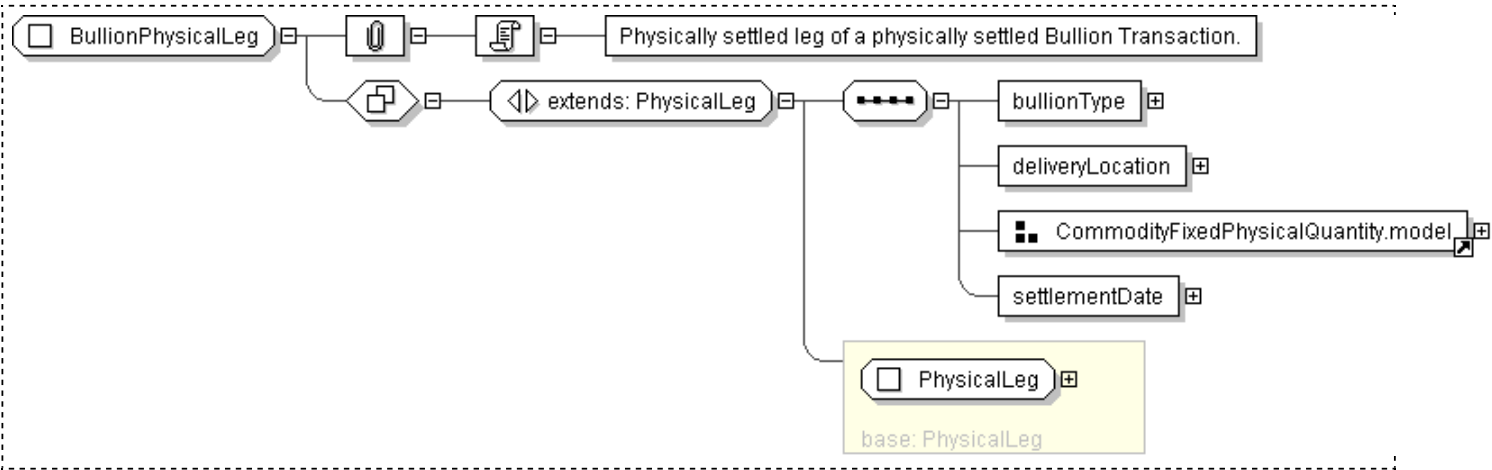 BullionPhysicalLeg
Physically settled leg of a physically settled Bullion Transaction.
extends: PhysicalLeg
bullionType
deliveryLocation
CommodityFixedPhysicalQuantity.model
settlementDate
PhysicalLeg
base: PhysicalLeg